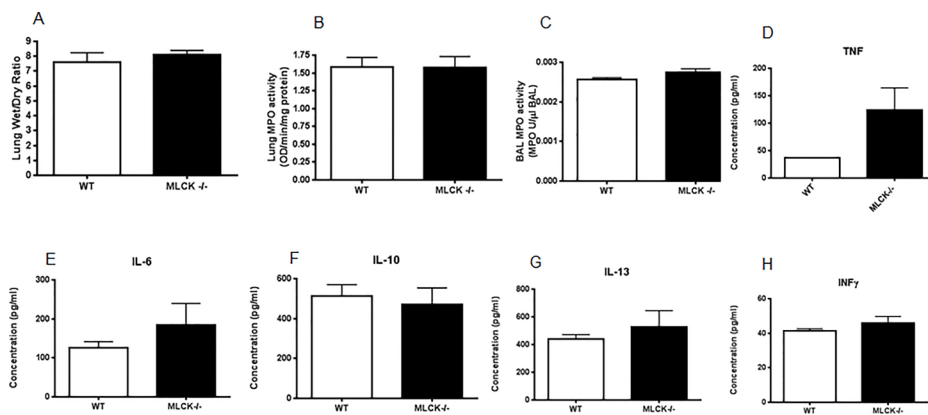 A
Lung Wet/Dry Ratio
9
8
7
6
5
4
3
2
1
0
WT
MLCK -/-
B
Lung MPO activity
(OD/min/mg protein)
1.75
1.50
1.25
1.00
0.75
0.50
0.25
0.00
WT
MLCK -/-
C
BAL MPO activity
(MPO U/µl BAL)
0.003
0.002
0.001
0.000
WT
MLCK -/-
D
TNF
Concentration (pg/ml)
200
150
100
50
0
WT
MLCK-/-
E
IL-6
Concentration (pg/ml)
300
200
100
0
WT
MLCK-/-
F
IL-10
Concentration (pg/ml)
600
400
200
0
WT
MLCK-/-
G
IL-13
Concentration (pg/ml)
800
600
400
200
0
WT
MLCK-/-
H
INFγ
Concentration (pg/ml)
60
40
20
0
WT
MLCK-/-